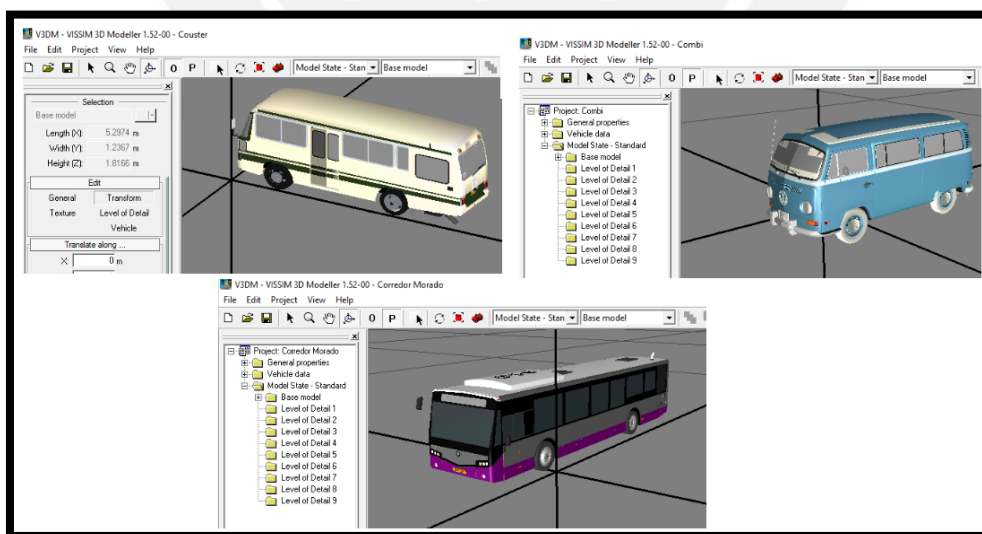 V3DM - VISSIM 3D Modeller 1.52-00 - Couster
File Edit Project View Help
O P Model State - Stan Base model
Selection
Base model
Length (X): 5.2974 m
Width (Y): 1.2367 m
Height (Z): 1.8166 m
Edit
General Transform
Texture Level of Detail
Vehicle
Translate along ...
X: 0 m
V3DM - VISSIM 3D Modeller 1.52-00 - Combi
File Edit Project View Help
O P Model State - Stan Base model
Project: Combi
General properties
Vehicle data
Model State - Standard
Base model
Level of Detail 1
Level of Detail 2
Level of Detail 3
Level of Detail 4
Level of Detail 5
Level of Detail 6
Level of Detail 7
Level of Detail 8
Level of Detail 9
V3DM - VISSIM 3D Modeller 1.52-00 - Corredor Morado
File Edit Project View Help
O P Model State - Stan Base model
Project: Corredor Morado
General properties
Vehicle data
Model State - Standard
Base model
Level of Detail 1
Level of Detail 2
Level of Detail 3
Level of Detail 4
Level of Detail 5
Level of Detail 6
Level of Detail 7
Level of Detail 8
Level of Detail 9